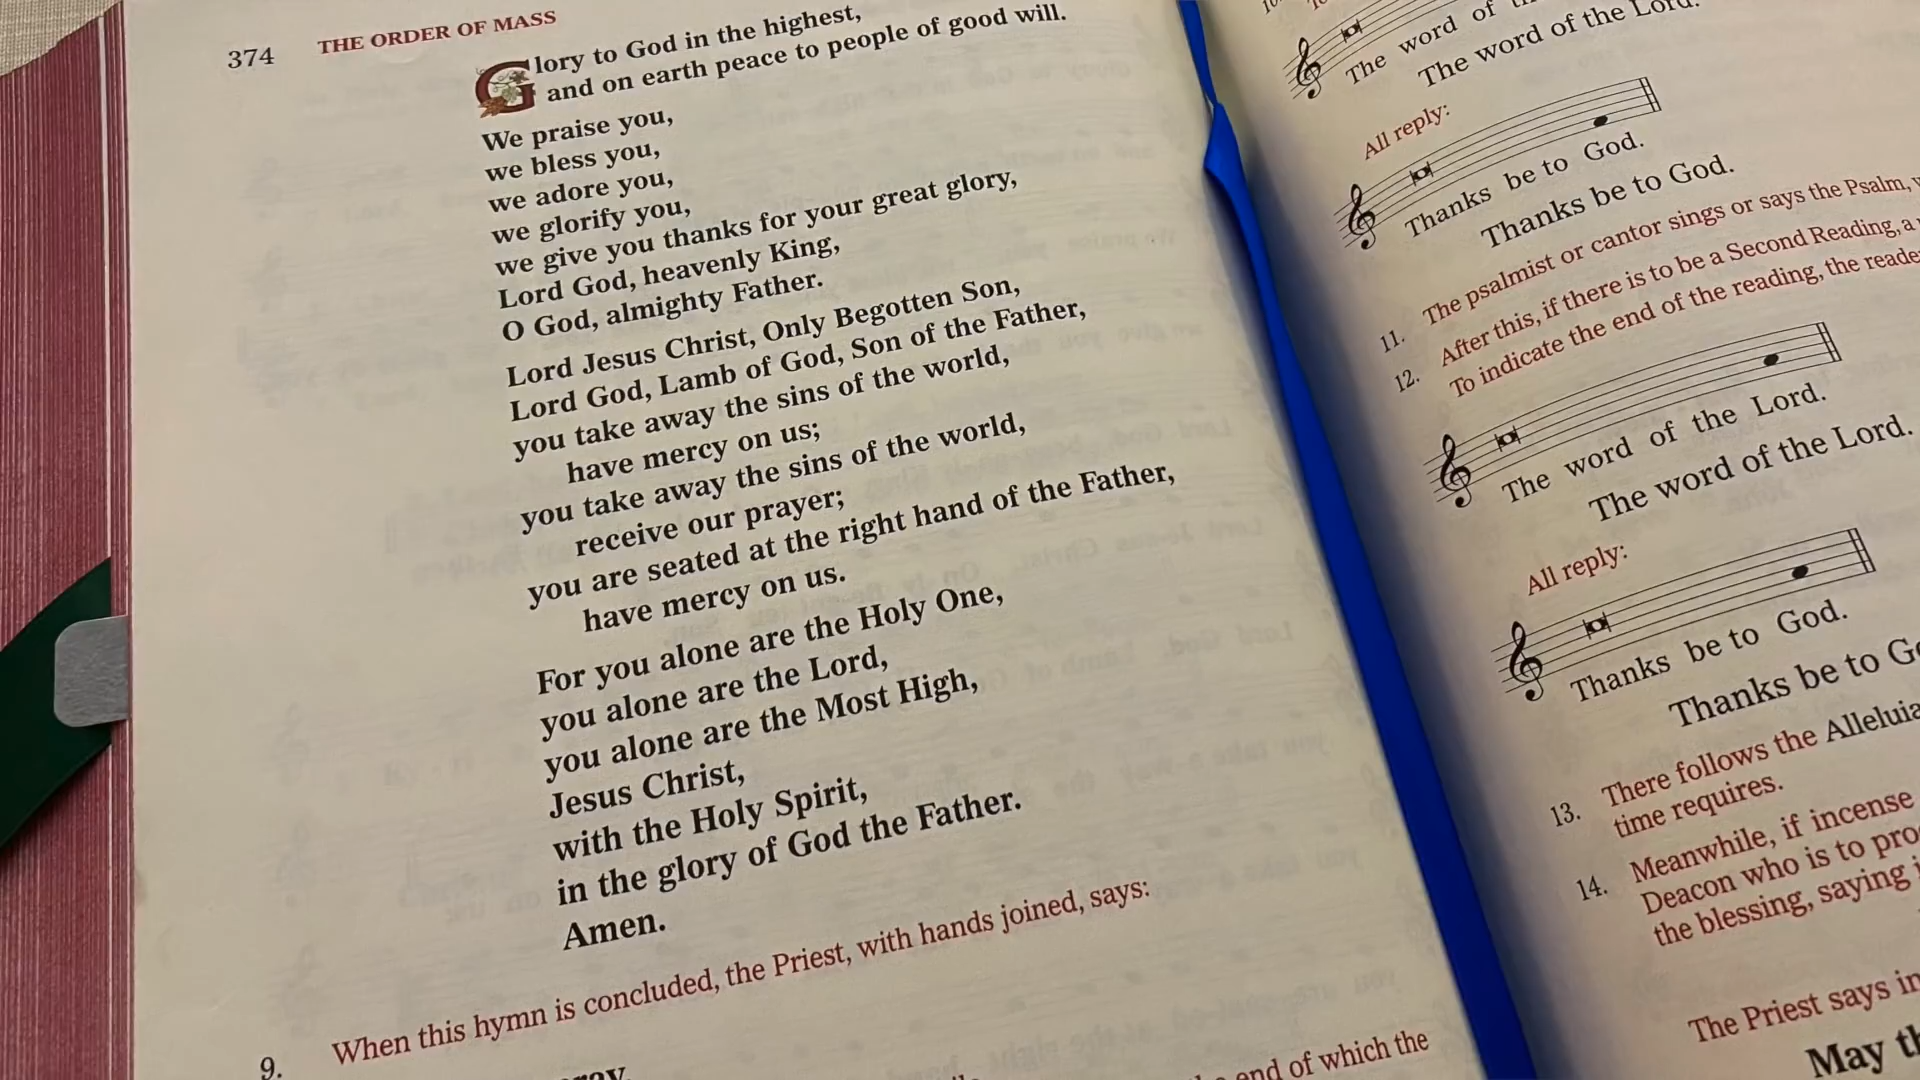 374 THE ORDER OF MASS
Glory to God in the highest,
and on earth peace to people of good will.
We praise you,
we bless you,
we adore you,
we glorify you,
we give you thanks for your great glory,
Lord God, heavenly King,
O God, almighty Father.
Lord Jesus Christ, Only Begotten Son,
Lord God, Lamb of God, Son of the Father,
you take away the sins of the world,
have mercy on us;
you take away the sins of the world,
receive our prayer;
you are seated at the right hand of the Father,
have mercy on us.
For you alone are the Holy One,
you alone are the Lord,
you alone are the Most High,
Jesus Christ,
with the Holy Spirit,
in the glory of God the Father.
Amen.
9. When this hymn is concluded, the Priest, with hands joined, says:
end of which the
10.
The word of
The word of the Lord.
All reply:
Thanks be to God.
Thanks be to God.
11. The psalmist or cantor sings or says the Psalm,
12. After this, if there is to be a Second Reading, a
To indicate the end of the reading, the
The word of the Lord.
The word of the Lord.
All reply:
Thanks be to God.
Thanks be to
13. There follows the Alleluia
time requires.
14. Meanwhile, if incense
Deacon who is to
the blessing, saying
The Priest says
May